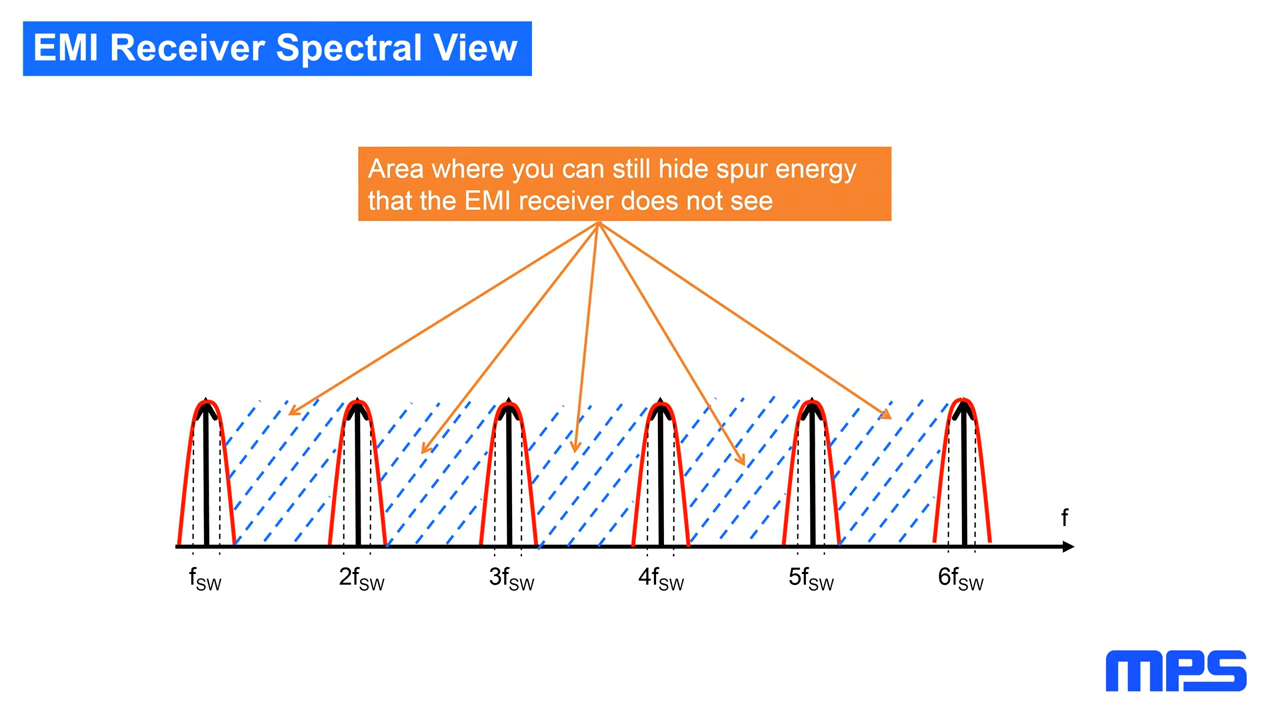 EMI Receiver Spectral View
Area where you can still hide spur energy
that the EMI receiver does not see
f
fSW
2fSW
3fSW
4fSW
5fSW
6fSW
mPS